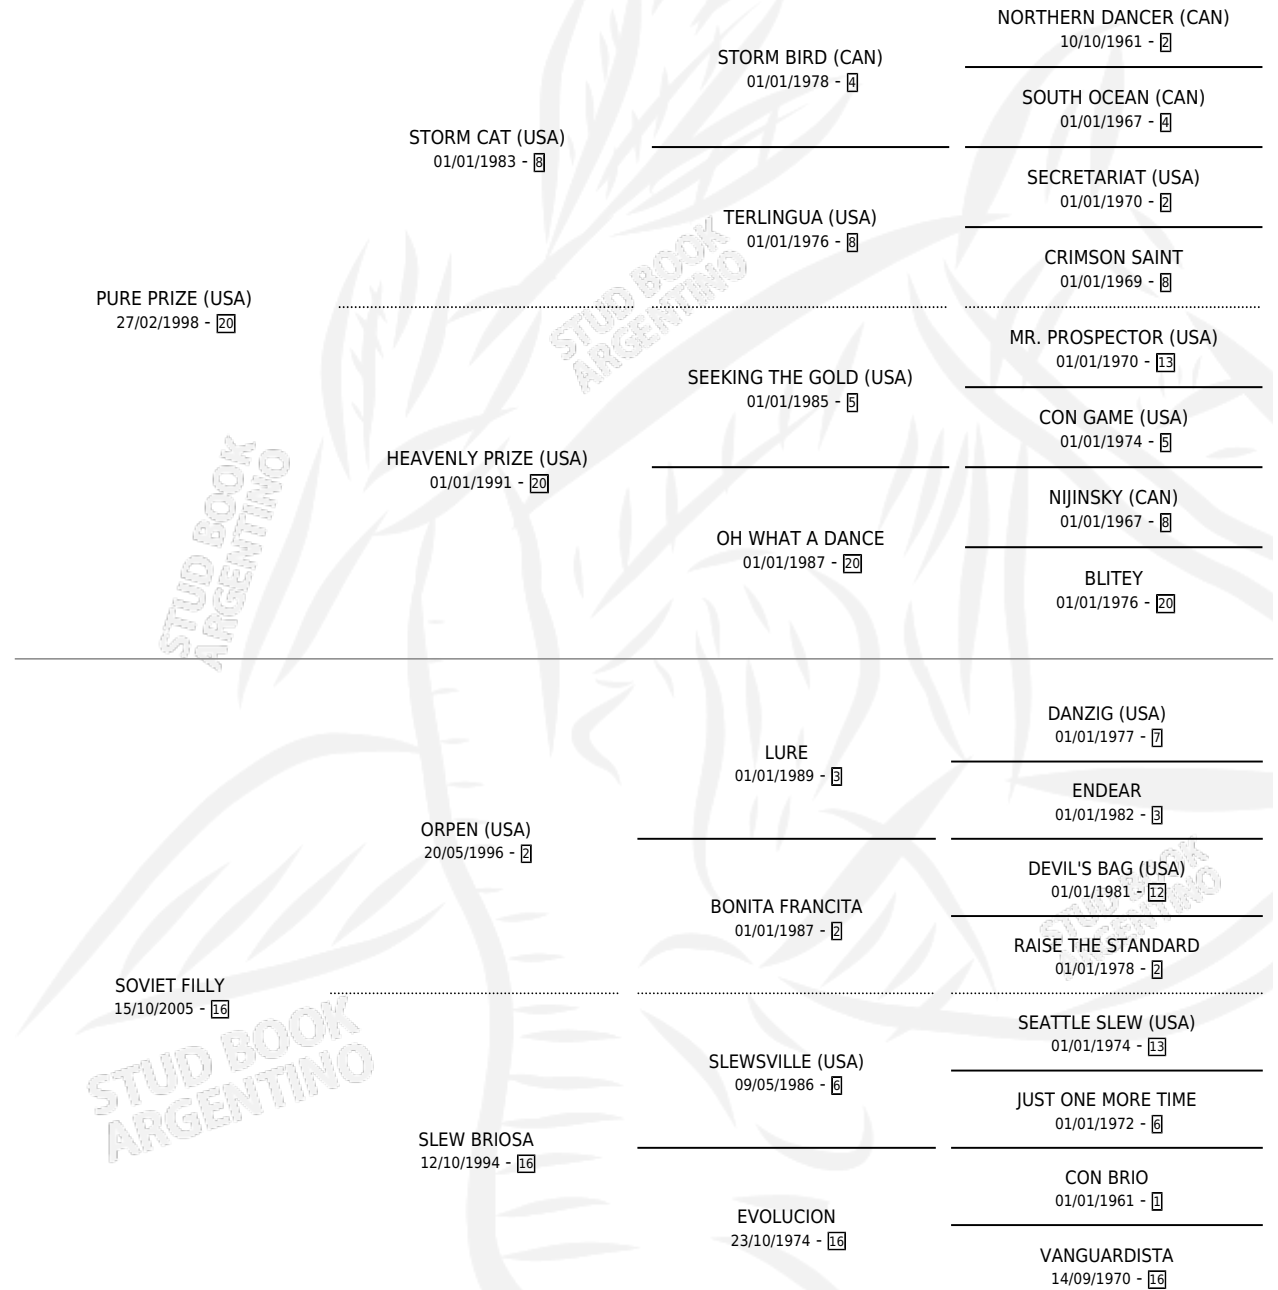 NORTHERN DANCER (CAN)
10/10/1961 - 2
STORM BIRD (CAN)
01/01/1978 - 4
SOUTH OCEAN (CAN)
01/01/1967 - 4
STORM CAT (USA)
01/01/1983 - 8
SECRETARIAT (USA)
01/01/1970 - 2
TERLINGUA (USA)
01/01/1976 - 8
CRIMSON SAINT
01/01/1969 - 8
PURE PRIZE (USA)
27/02/1998 - 20
MR. PROSPECTOR (USA)
01/01/1970 - 13
SEEKING THE GOLD (USA)
01/01/1985 - 5
CON GAME (USA)
01/01/1974 - 5
HEAVENLY PRIZE (USA)
01/01/1991 - 20
NIJINSKY (CAN)
01/01/1967 - 8
OH WHAT A DANCE
01/01/1987 - 20
BLITEY
01/01/1976 - 20
DANZIG (USA)
01/01/1977 - 7
LURE
01/01/1989 - 3
ENDEAR
01/01/1982 - 3
ORPEN (USA)
20/05/1996 - 2
DEVIL'S BAG (USA)
01/01/1981 - 12
BONITA FRANCITA
01/01/1987 - 2
RAISE THE STANDARD
01/01/1978 - 2
SOVIET FILLY
15/10/2005 - 16
SEATTLE SLEW (USA)
01/01/1974 - 13
SLEWSVILLE (USA)
09/05/1986 - 6
JUST ONE MORE TIME
01/01/1972 - 6
SLEW BRIOSA
12/10/1994 - 16
CON BRIO
01/01/1961 - 1
EVOLUCION
23/10/1974 - 16
VANGUARDISTA
14/09/1970 - 16
STUD BOOK
ARGENTINO
STUD BOOK
ARGENTINO
STUD BOOK
ARGENTINO
STUD BOOK
ARGENTINO